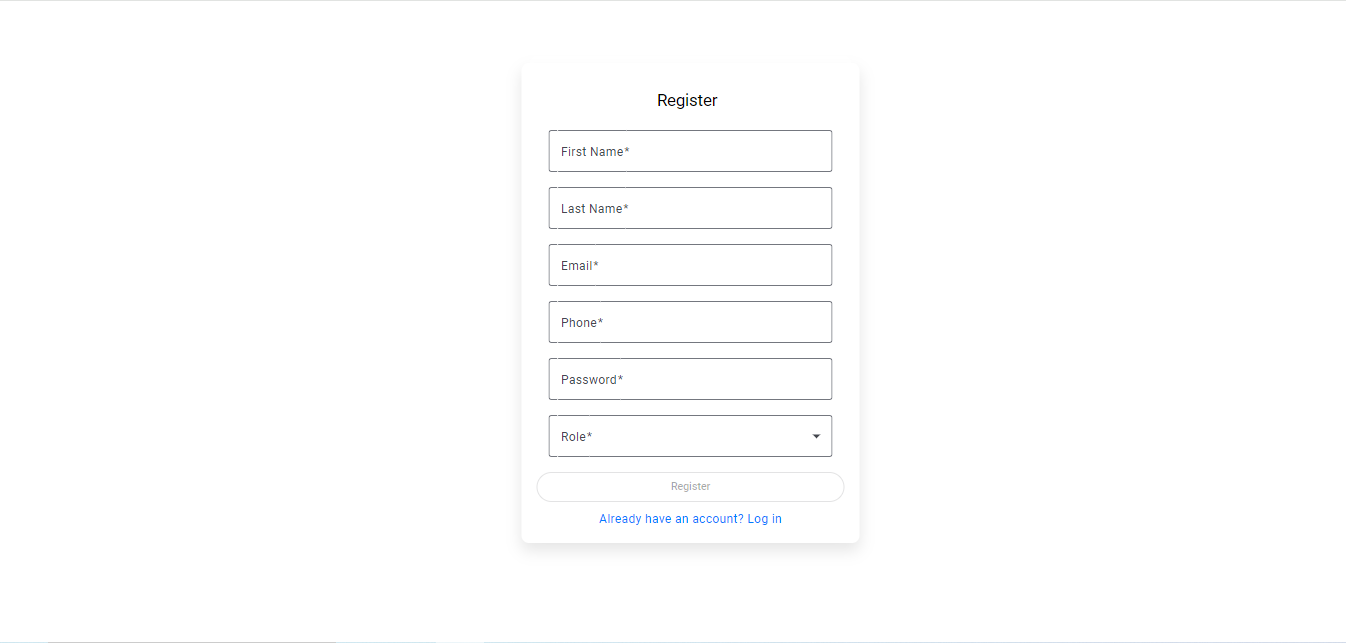 Register
First Name*
Last Name*
Email*
Phone*
Password*
Role*
Register
Already have an account? Log in